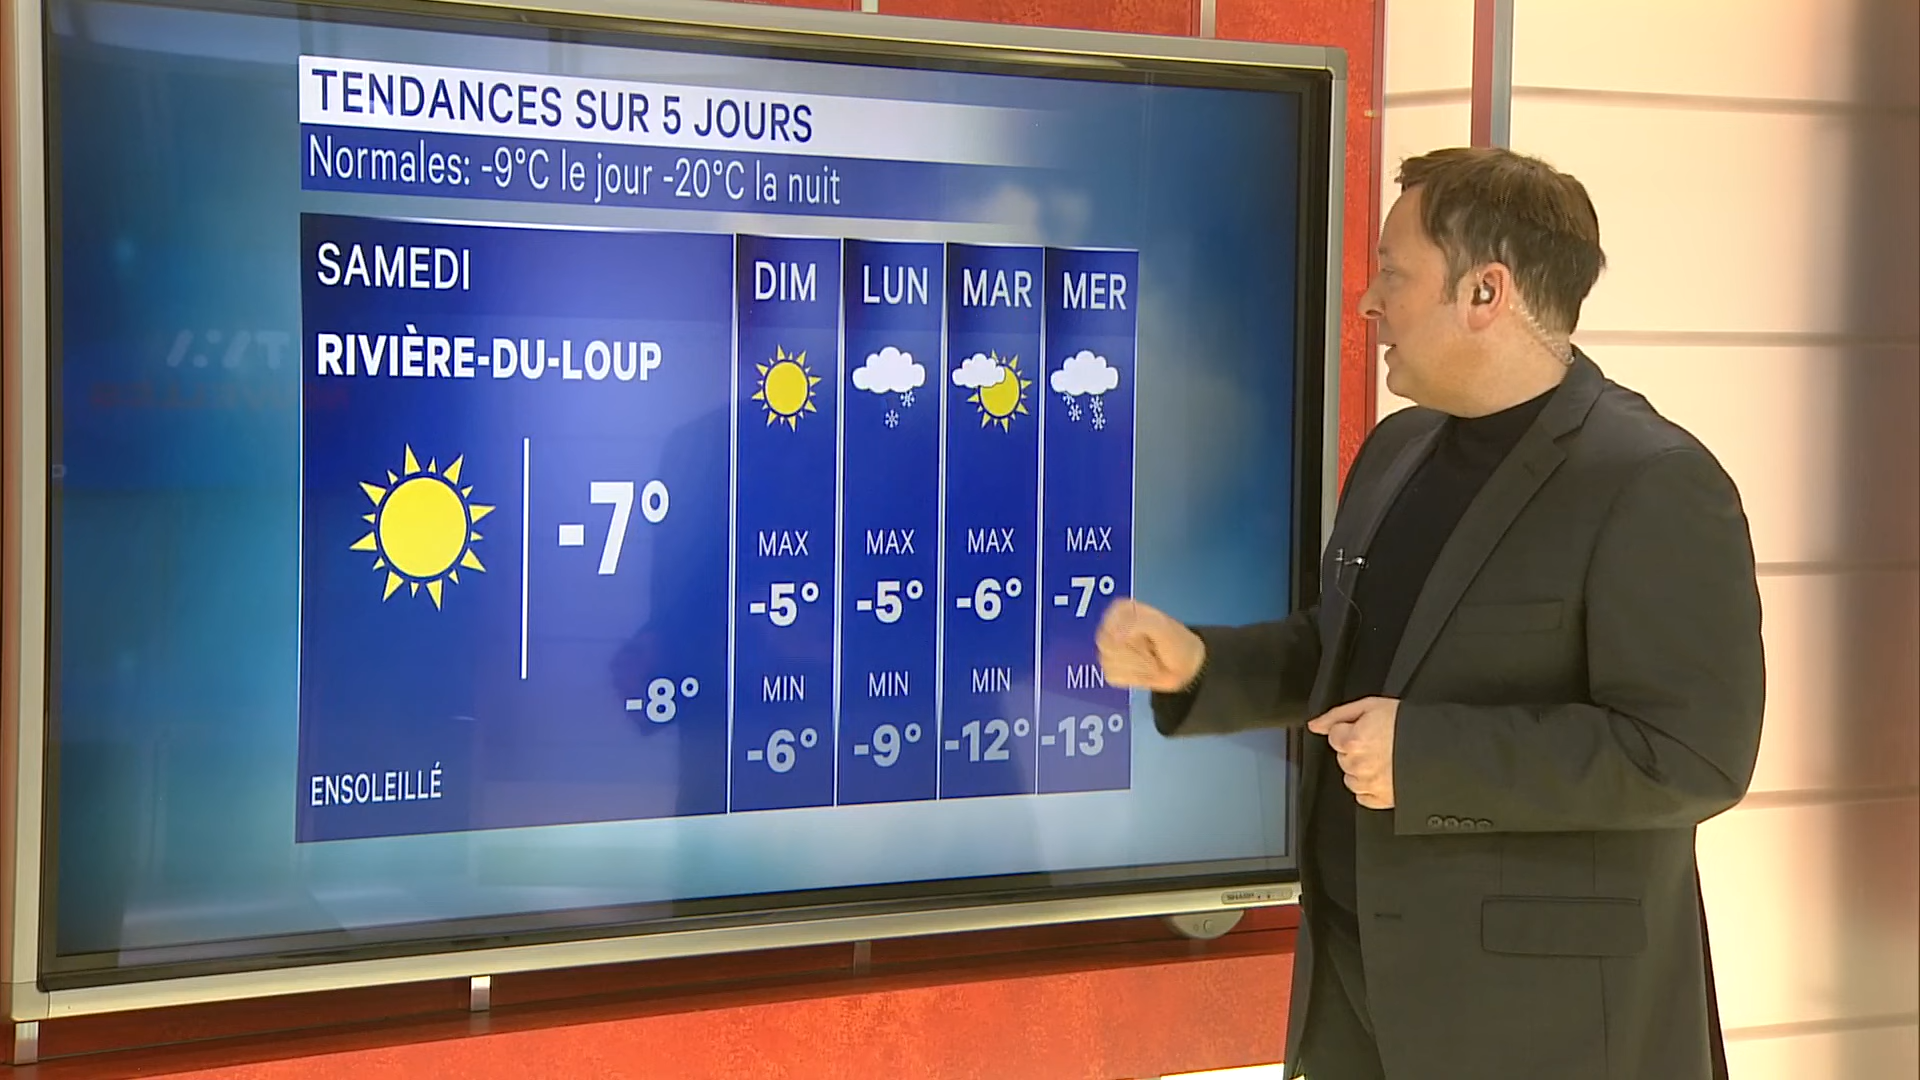 TENDANCES SUR 5 JOURS
Normales: -9°C le jour -20°C la nuit
SAMEDI
RIVIÈRE-DU-LOUP
-7°
-8°
ENSOLEILLÉ
DIM
MAX
-5°
MIN
-6°
LUN
MAX
-5°
MIN
-9°
MAR
MAX
-6°
MIN
-12°
MER
MAX
-7°
MIN
-13°
SHARP